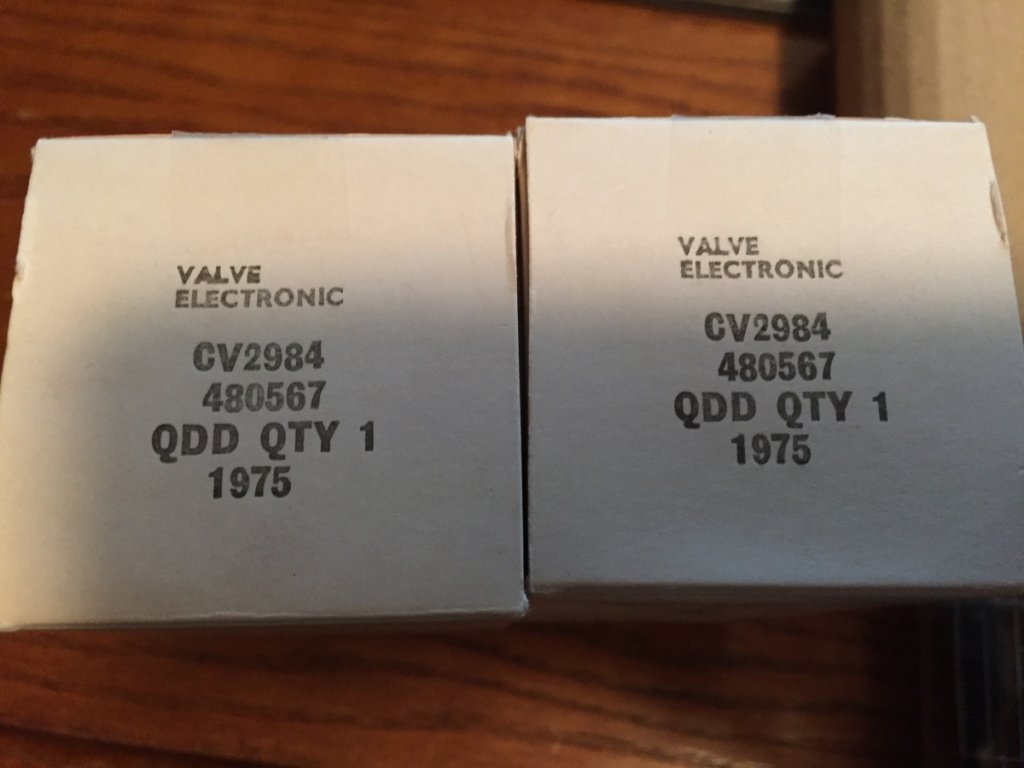 VALVE
ELECTRONIC
CV2984
480567
QDD QTY 1
1975
VALVE
ELECTRONIC
CV2984
480567
QDD QTY 1
1975